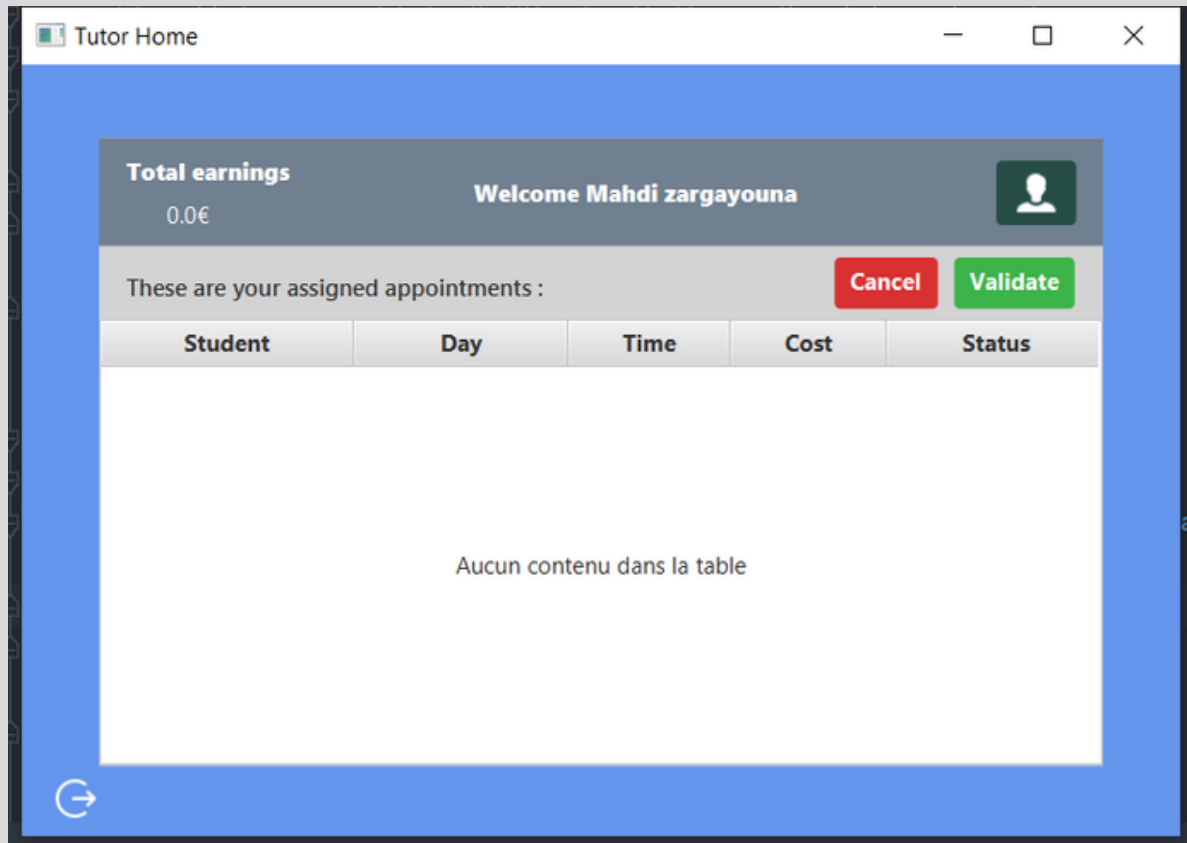 Tutor Home
Total earnings
0.0€
Welcome Mahdi zargayouna
These are your assigned appointments :
Cancel
Validate
Student Day Time Cost Status
Aucun contenu dans la table